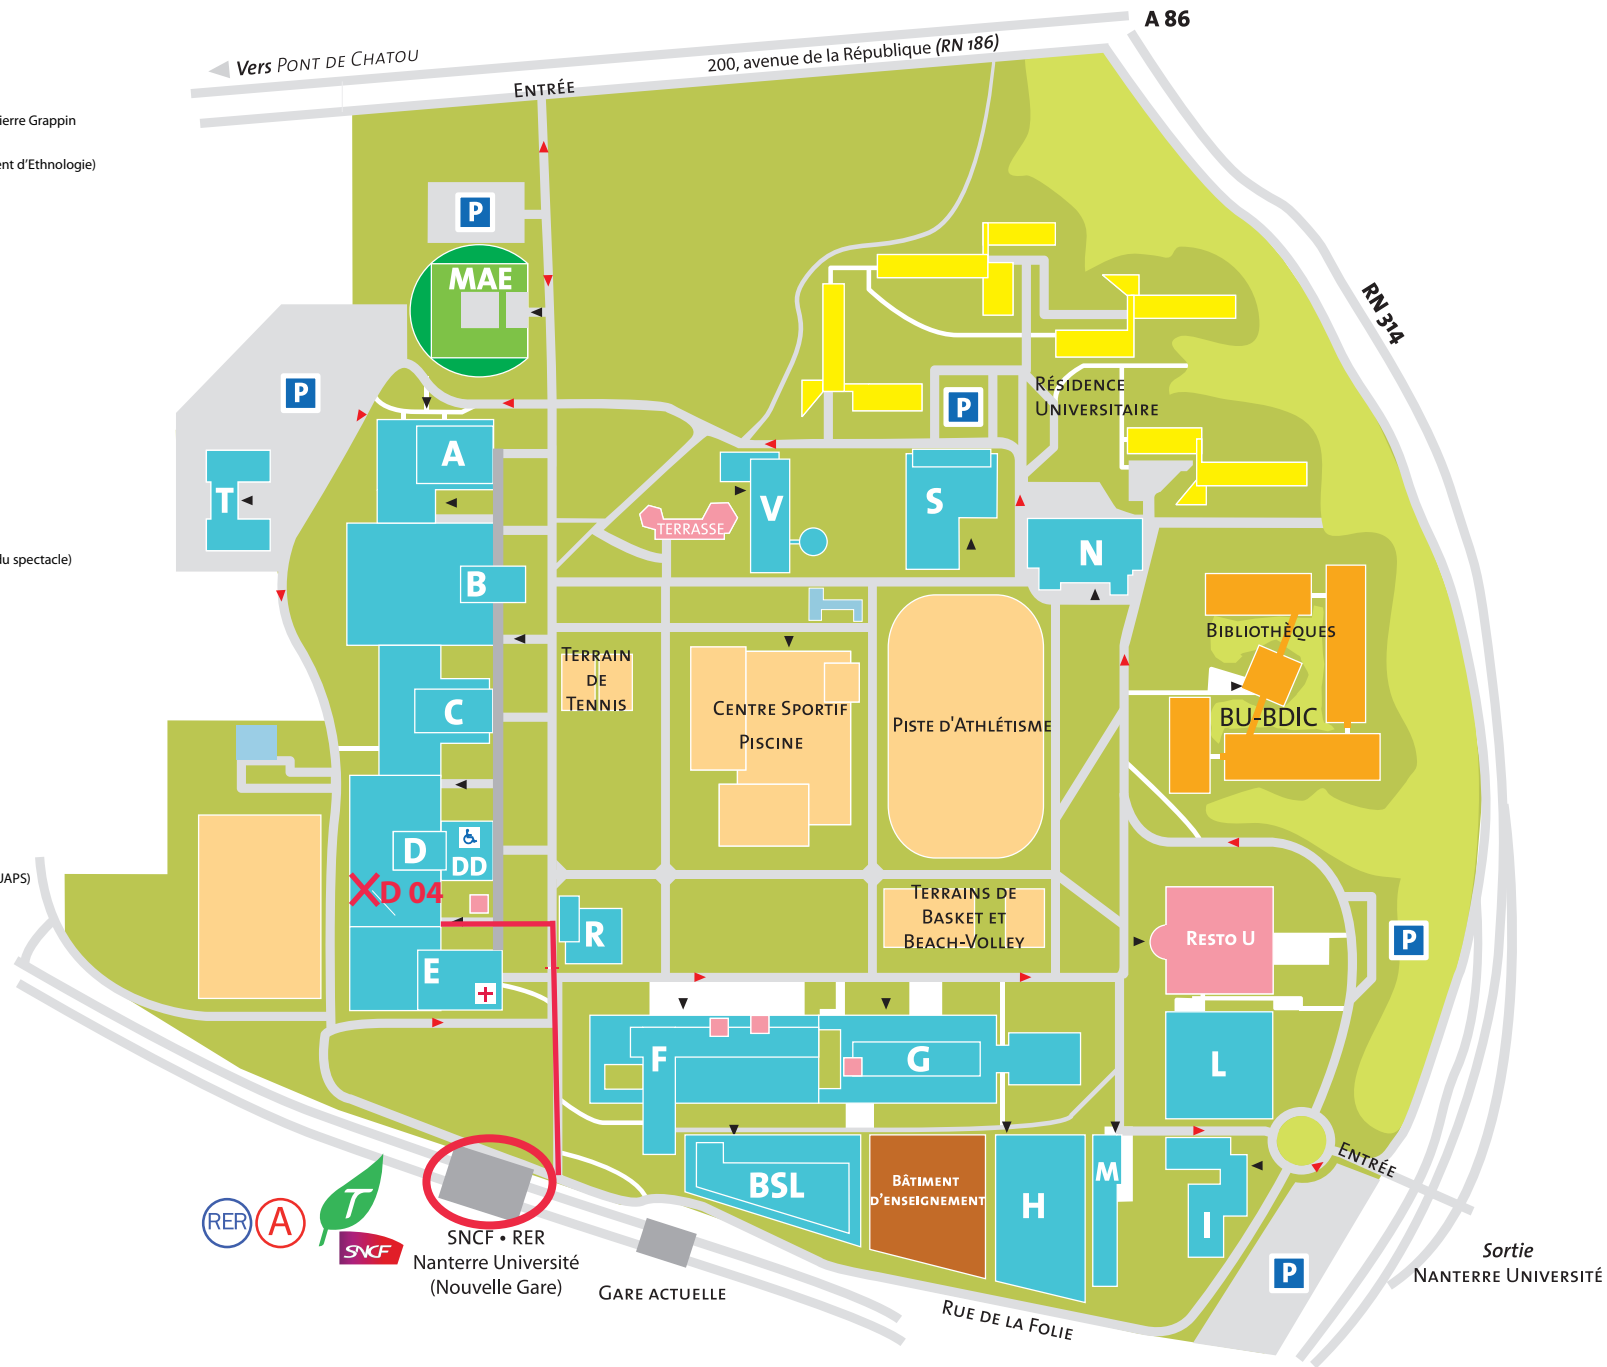 A 86
Vers PONT DE CHATOU
200, avenue de la République (RN 186)
ENTRÉE
ierre Grappin
ent d'Ethnologie)
P
MAE
RN 314
P
RÉSIDENCE
UNIVERSITAIRE
P
A
T
V
S
TERRASSE
N
du spectacle)
B
BIBLIOTHÈQUES
TERRAIN
DE
TENNIS
C
CENTRE SPORTIF
PISCINE
PISTE D'ATHLÉTISME
BU-BDIC
D
DD
JAPS)
XD 04
TERRAINS DE
BASKET ET
BEACH-VOLLEY
R
RESTO U
P
E
F
G
L
ENTRÉE
BSL
BÂTIMENT
D'ENSEIGNEMENT
H
M
I
RER
A
T
SNCF
SNCF • RER
Nanterre Université
(Nouvelle Gare)
GARE ACTUELLE
RUE DE LA FOLIE
P
Sortie
NANTERRE UNIVERSITÉ